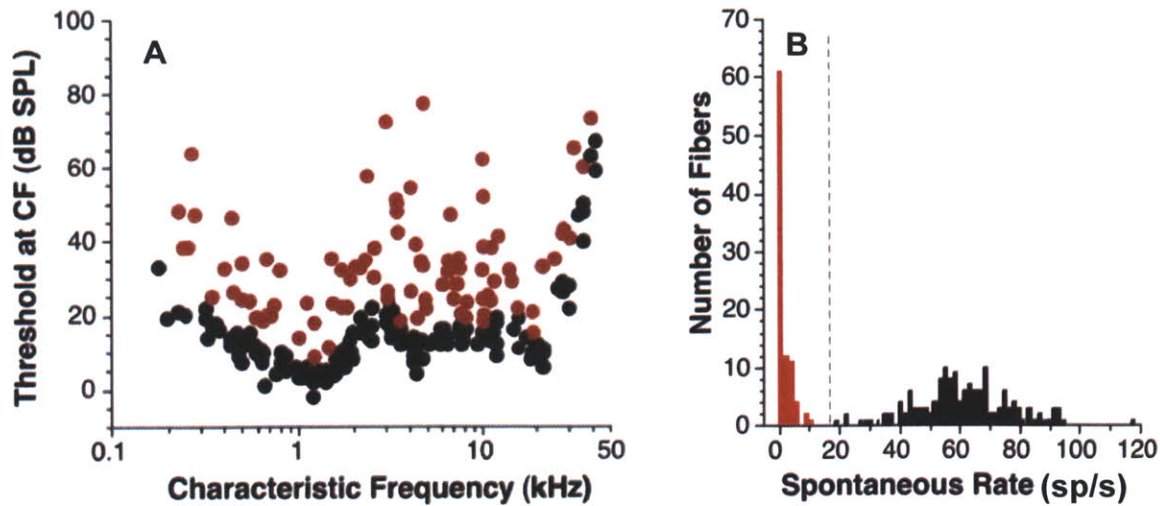 A
Threshold at CF (dB SPL)
100
80
60
40
20
0
0.1 1 10 50
Characteristic Frequency (kHz)
B
Number of Fibers
70
60
50
40
30
20
10
0
0 20 40 60 80 100 120
Spontaneous Rate (sp/s)